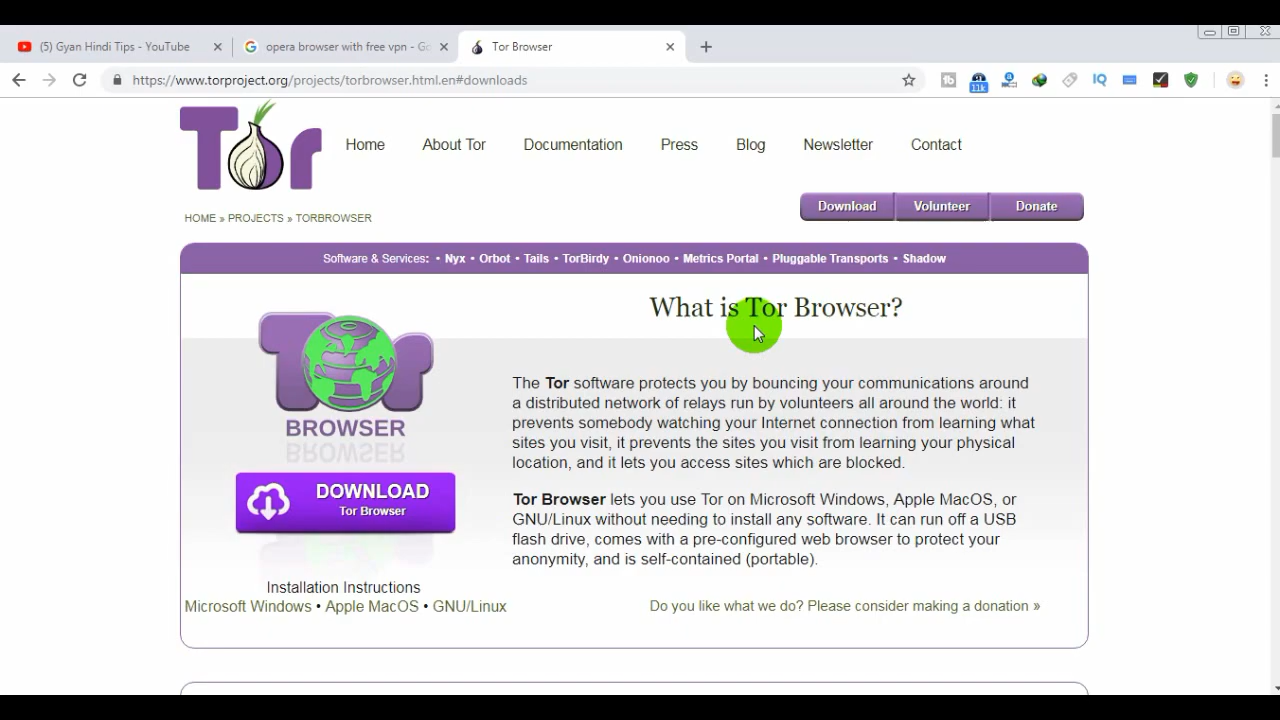 (5) Gyan Hindi Tips - YouTube
opera browser with free vpn - Go
Tor Browser
https://www.torproject.org/projects/torbrowser.html.en#downloads
11k
IQ
Tor
Home About Tor Documentation Press Blog Newsletter Contact
HOME » PROJECTS » TORBROWSER
Download Volunteer Donate
Software & Services: • Nyx • Orbot • Tails • TorBirdy • Onionoo • Metrics Portal • Pluggable Transports • Shadow
Tor
BROWSER
DOWNLOAD
Tor Browser
Installation Instructions
Microsoft Windows • Apple MacOS • GNU/Linux
What is Tor Browser?
The Tor software protects you by bouncing your communications around
a distributed network of relays run by volunteers all around the world: it
prevents somebody watching your Internet connection from learning what
sites you visit, it prevents the sites you visit from learning your physical
location, and it lets you access sites which are blocked.
Tor Browser lets you use Tor on Microsoft Windows, Apple MacOS, or
GNU/Linux without needing to install any software. It can run off a USB
flash drive, comes with a pre-configured web browser to protect your
anonymity, and is self-contained (portable).
Do you like what we do? Please consider making a donation »